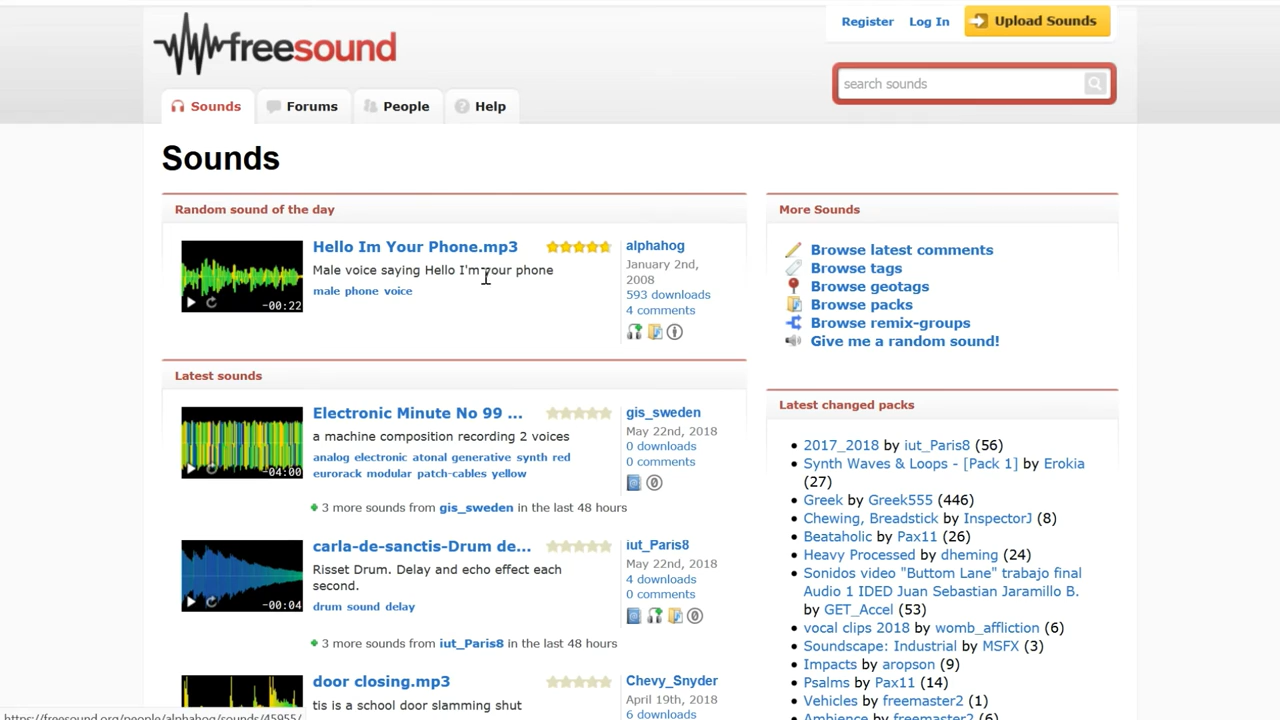 Register Log In Upload Sounds
freesound
search sounds
Sounds Forums People Help
Sounds
Random sound of the day
Hello Im Your Phone.mp3
Male voice saying Hello I'm your phone
male phone voice
-00:22
alphahog
January 2nd,
2008
593 downloads
4 comments
Latest sounds
Electronic Minute No 99 ...
a machine composition recording 2 voices
analog electronic atonal generative synth red
eurorack modular patch-cables yellow
-04:00
gis_sweden
May 22nd, 2018
0 downloads
0 comments
3 more sounds from gis_sweden in the last 48 hours
carla-de-sanctis-Drum de...
Risset Drum. Delay and echo effect each
second.
drum sound delay
-00:04
iut_Paris8
May 22nd, 2018
4 downloads
0 comments
3 more sounds from iut_Paris8 in the last 48 hours
door closing.mp3
tis is a school door slamming shut
Chevy_Snyder
April 19th, 2018
6 downloads
More Sounds
Browse latest comments
Browse tags
Browse geotags
Browse packs
Browse remix-groups
Give me a random sound!
Latest changed packs
2017_2018 by iut_Paris8 (56)
Synth Waves & Loops - [Pack 1] by Erokia
(27)
Greek by Greek555 (446)
Chewing, Breadstick by InspectorJ (8)
Beataholic by Pax11 (26)
Heavy Processed by dheming (24)
Sonidos video "Buttom Lane" trabajo final
Audio 1 IDED Juan Sebastian Jaramillo B.
by GET_Accel (53)
vocal clips 2018 by womb_affliction (6)
Soundscape: Industrial by MSFX (3)
Impacts by aropson (9)
Psalms by Pax11 (14)
Vehicles by freemaster2 (1)
Ambience by freemaster2 (6)
https://freesound.org/people/alphahog/sounds/45955/